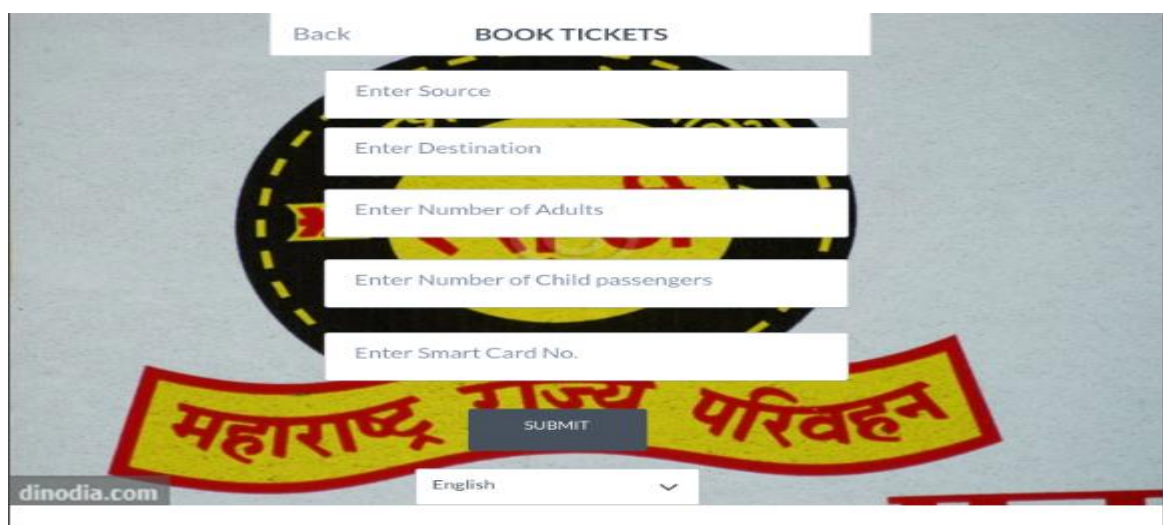 Back BOOK TICKETS
Enter Source
Enter Destination
Enter Number of Adults
Enter Number of Child passengers
Enter Smart Card No.
महाराष्ट्र राज्य परिवहन
SUBMIT
English
dinodia.com